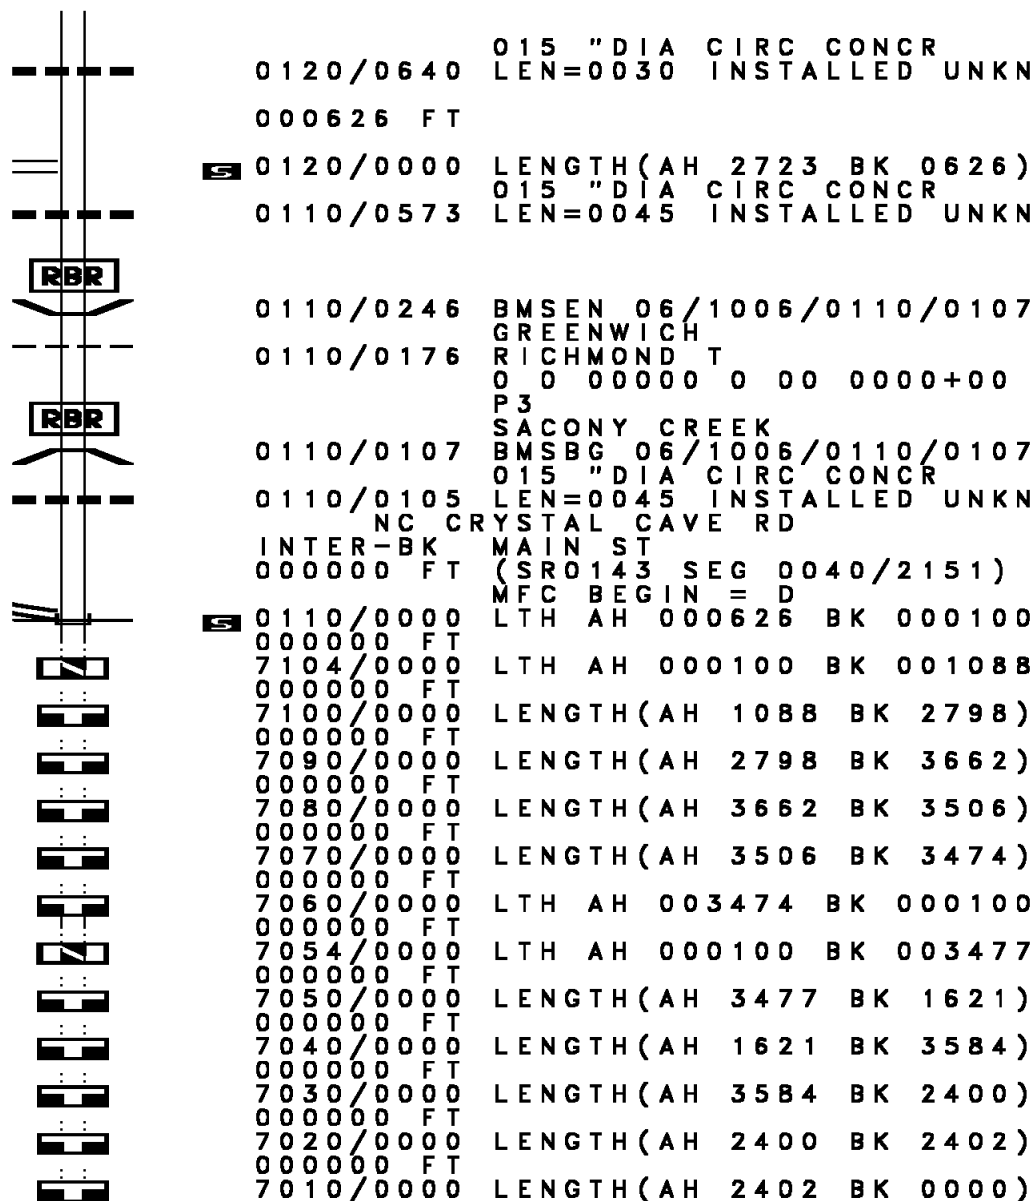 015 "DIA CIRC CONCR
0120/0640 LEN=0030 INSTALLED UNKN
000626 FT
S 0120/0000 LENGTH(AH 2723 BK 0626)
015 "DIA CIRC CONCR
0110/0573 LEN=0045 INSTALLED UNKN
RBR
0110/0246 BMSEN 06/1006/0110/0107
GREENWICH
0110/0176 RICHMOND T
0 0 00000 0 00 0000+00
P3
RBR
SACONY CREEK
0110/0107 BMSBG 06/1006/0110/0107
015 "DIA CIRC CONCR
0110/0105 LEN=0045 INSTALLED UNKN
NC CRYSTAL CAVE RD
INTER-BK MAIN ST
000000 FT (SR0143 SEG 0040/2151)
MFC BEGIN = D
S 0110/0000 LTH AH 000626 BK 000100
000000 FT
N 7104/0000 LTH AH 000100 BK 001088
000000 FT
7100/0000 LENGTH(AH 1088 BK 2798)
000000 FT
7090/0000 LENGTH(AH 2798 BK 3662)
000000 FT
7080/0000 LENGTH(AH 3662 BK 3506)
000000 FT
7070/0000 LENGTH(AH 3506 BK 3474)
000000 FT
7060/0000 LTH AH 003474 BK 000100
000000 FT
N 7054/0000 LTH AH 000100 BK 003477
000000 FT
7050/0000 LENGTH(AH 3477 BK 1621)
000000 FT
7040/0000 LENGTH(AH 1621 BK 3584)
000000 FT
7030/0000 LENGTH(AH 3584 BK 2400)
000000 FT
7020/0000 LENGTH(AH 2400 BK 2402)
000000 FT
7010/0000 LENGTH(AH 2402 BK 0000)